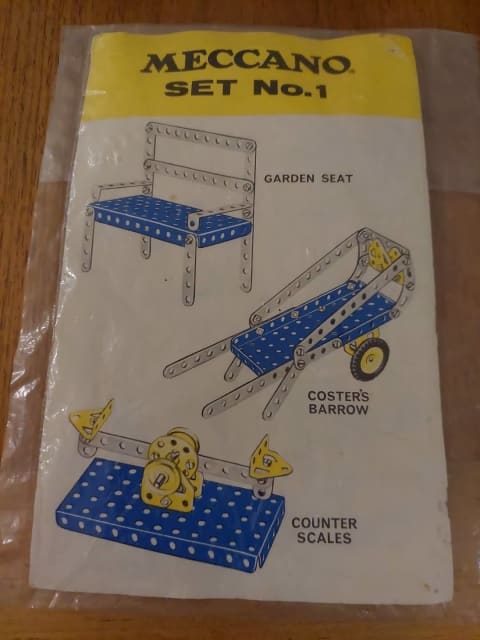 MECCANO
SET No.1
GARDEN SEAT
COSTER'S
BARROW
COUNTER
SCALES